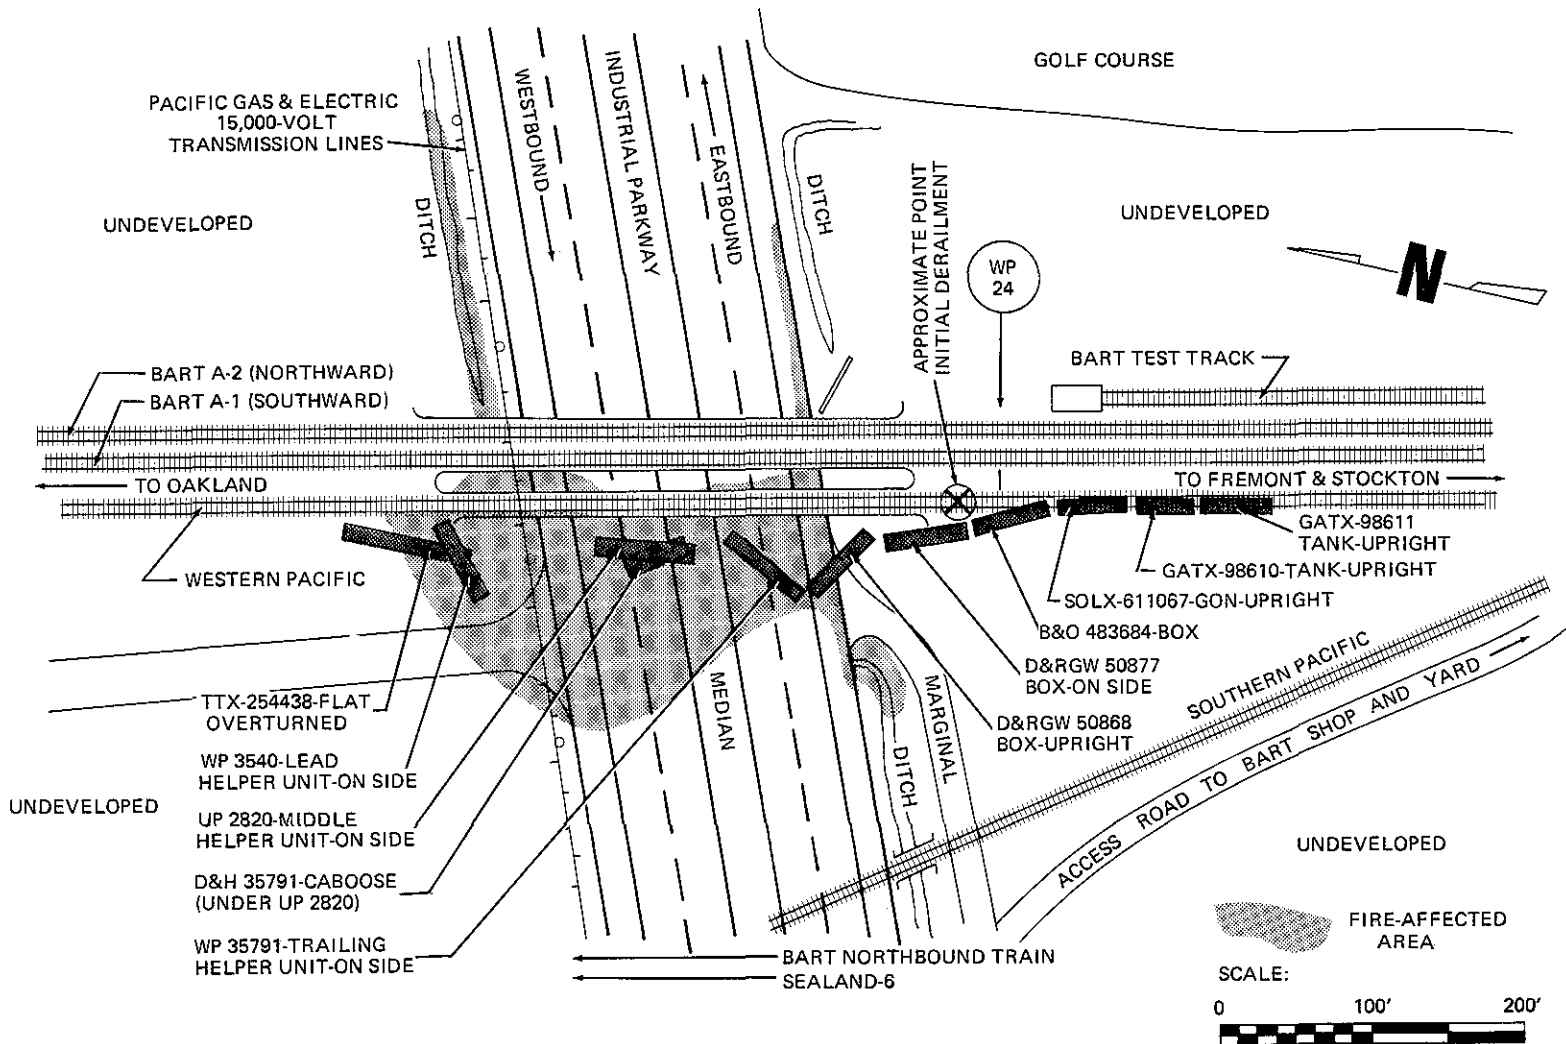 GOLF COURSE
PACIFIC GAS & ELECTRIC
15,000-VOLT
TRANSMISSION LINES
WESTBOUND
INDUSTRIAL PARKWAY
EASTBOUND
DITCH
DITCH
UNDEVELOPED
UNDEVELOPED
APPROXIMATE POINT
INITIAL DERAILMENT
WP
24
N
BART TEST TRACK
BART A-2 (NORTHWARD)
BART A-1 (SOUTHWARD)
TO OAKLAND
TO FREMONT & STOCKTON
WESTERN PACIFIC
GATX-98611
TANK-UPRIGHT
GATX-98610-TANK-UPRIGHT
SOLX-611067-GON-UPRIGHT
B&O 483684-BOX
D&RGW 50877
BOX-ON SIDE
D&RGW 50868
BOX-UPRIGHT
TTX-254438-FLAT
OVERTURNED
WP 3540-LEAD
HELPER UNIT-ON SIDE
UNDEVELOPED
UP 2820-MIDDLE
HELPER UNIT-ON SIDE
D&H 35791-CABOOSE
(UNDER UP 2820)
WP 35791-TRAILING
HELPER UNIT-ON SIDE
MEDIAN
DITCH
MARGINAL
SOUTHERN PACIFIC
ACCESS ROAD TO BART SHOP AND YARD
UNDEVELOPED
BART NORTHBOUND TRAIN
SEALAND-6
FIRE-AFFECTED
AREA
SCALE:
0 100' 200'